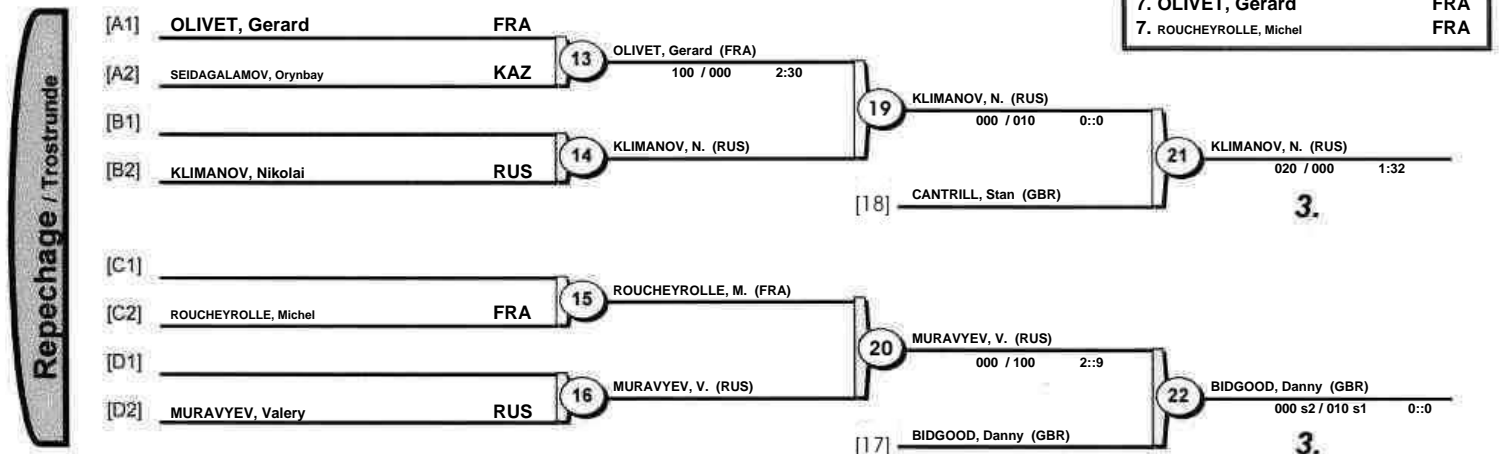 7. OLIVET, Gerard FRA
7. ROUCHEYROLLE, Michel FRA
Repechage / Trostrunde
[A1] OLIVET, Gerard FRA
13
OLIVET, Gerard (FRA)
100 / 000 2:30
[A2] SEIDAGALAMOV, Orynbay KAZ
19
KLIMANOV, N. (RUS)
000 / 010 0::0
[B1]
14
KLIMANOV, N. (RUS)
21
KLIMANOV, N. (RUS)
020 / 000 1:32
[B2] KLIMANOV, Nikolai RUS
[18] CANTRILL, Stan (GBR)
3.
[C1]
15
ROUCHEYROLLE, M. (FRA)
[C2] ROUCHEYROLLE, Michel FRA
20
MURAVYEV, V. (RUS)
000 / 100 2::9
[D1]
16
MURAVYEV, V. (RUS)
22
BIDGOOD, Danny (GBR)
000 s2 / 010 s1 0::0
[D2] MURAVYEV, Valery RUS
[17] BIDGOOD, Danny (GBR)
3.